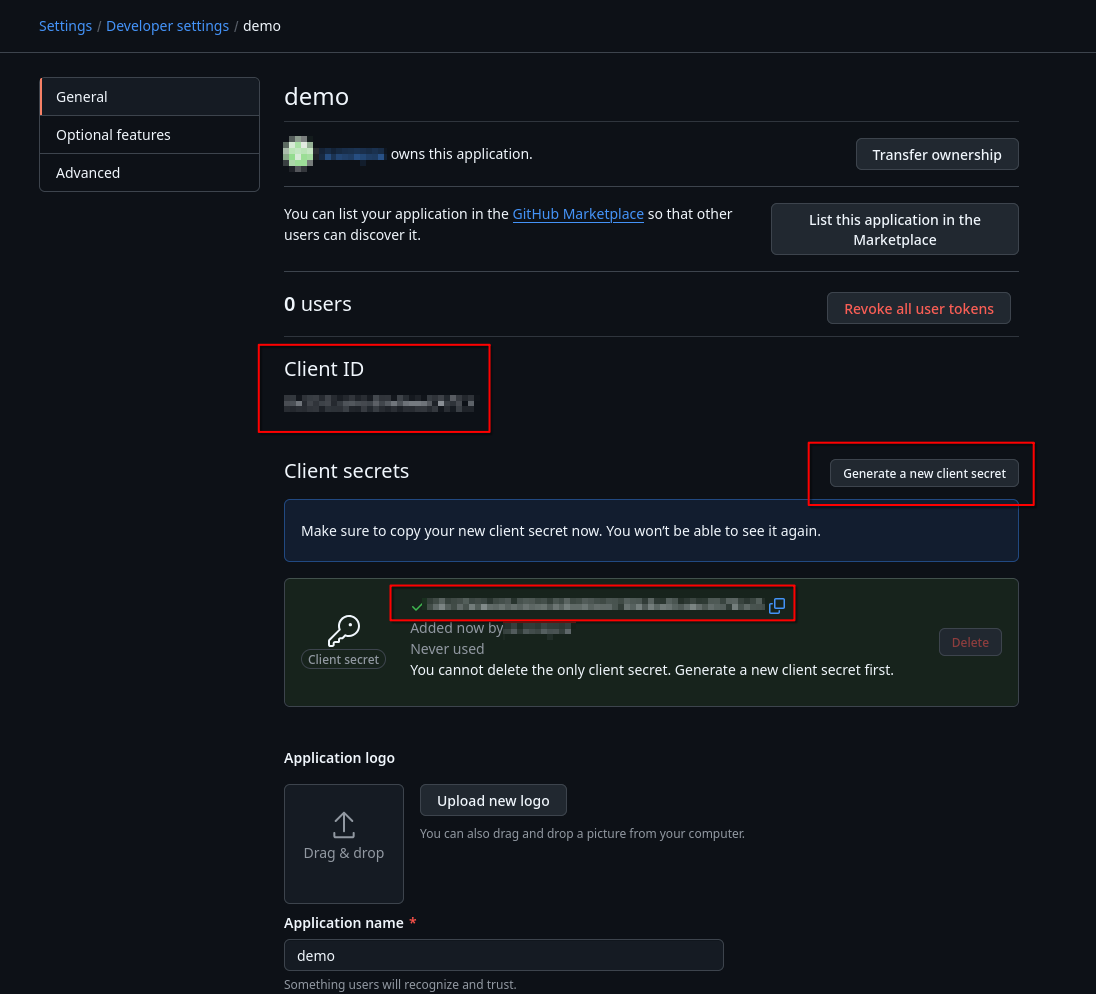 Settings / Developer settings / demo
General
Optional features
Advanced
demo
owns this application.
Transfer ownership
You can list your application in the GitHub Marketplace so that other
users can discover it.
List this application in the
Marketplace
0 users
Revoke all user tokens
Client ID
Client secrets
Generate a new client secret
Make sure to copy your new client secret now. You won’t be able to see it again.
Added now by
Never used
You cannot delete the only client secret. Generate a new client secret first.
Client secret
Delete
Application logo
Drag & drop
Upload new logo
You can also drag and drop a picture from your computer.
Application name *
demo
Something users will recognize and trust.